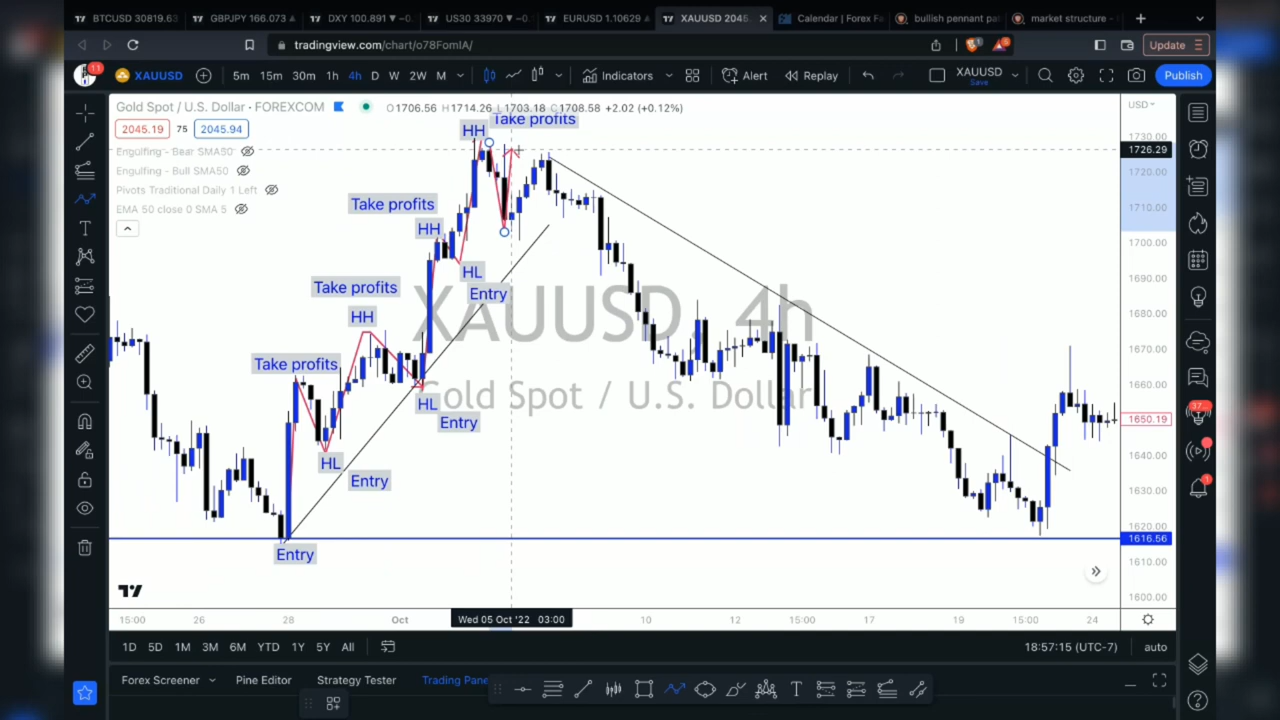 BTCUSD 30819.63
GBPJPY 166.073
DXY 100.891
US30 33970
EURUSD 1.10629
XAUUSD 2045.
Calendar | Forex Fa
bullish pennant pa
market structure -
tradingview.com/chart/o78FomIA/
Update
11
XAUUSD
5m 15m 30m 1h 4h D W 2W M
Indicators
Alert
Replay
XAUUSD
Save
Publish
Gold Spot / U.S. Dollar · FOREXCOM
O1706.56 H1714.26 L1703.18 C1708.58 +2.02 (+0.12%)
USD
2045.19 75 2045.94
Engulfing - Bear SMA50
Engulfing - Bull SMA50
Pivots Traditional Daily 1 Left
EMA 50 close 0 SMA 5
Take profits
HH
Take profits
HH
HL
Entry
Take profits
HH
Take profits
HL
Entry
HL
Entry
Entry
XAUUSD, 4h
Gold Spot / U.S. Dollar
1730.00
1726.29
1720.00
1710.00
1700.00
1690.00
1680.00
1670.00
1660.00
1650.19
1640.00
1630.00
1620.00
1616.56
1610.00
1600.00
15:00 26 28 Oct Wed 05 Oct '22 03:00 10 12 15:00 17 19 15:00 24
1D 5D 1M 3M 6M YTD 1Y 5Y All
18:57:15 (UTC-7)
auto
Forex Screener
Pine Editor
Strategy Tester
Trading Pane